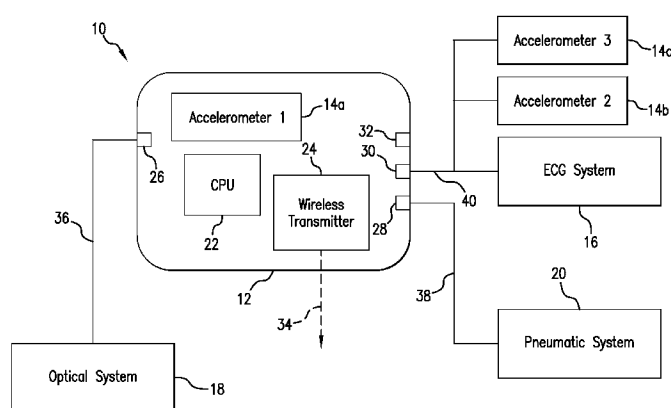 10
Accelerometer 3
14c
Accelerometer 1
14a
Accelerometer 2
14b
32
30
26
24
CPU
22
Wireless
Transmitter
28
40
ECG System
16
36
12
34
38
20
Pneumatic System
Optical System
18